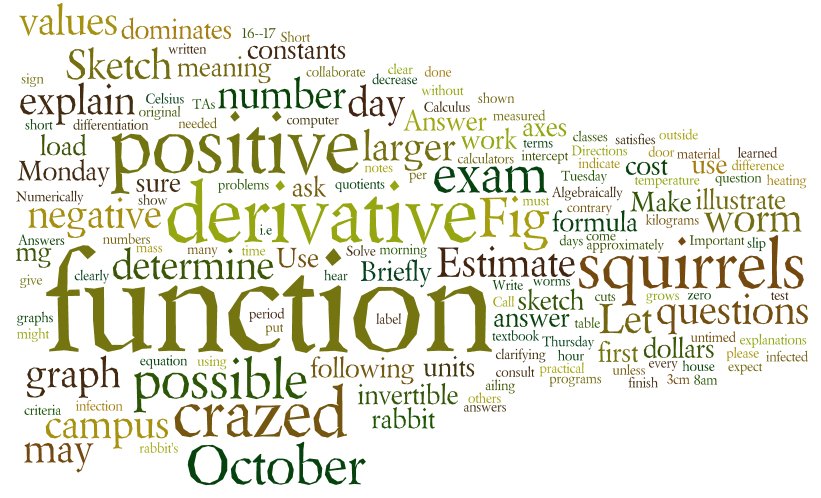 values dominates 16--17 Short
written constants
Sketch meaning collaborate clear done
sign decrease without
explain Celsius TAs number day Calculus shown
original
short differentiation needed computer Answer measured
load positive larger work axes classes satisfies outside
terms
Directions door material learned
Monday sure notes calculators intercept indicate cost use difference
problems ask quotients per exam Tuesday temperature question heating
Numerically show Algebraically Make illustrate
negative derivative Fig must contrary kilograms worm
i.e formula
Answers numbers mass many time Use Solve morning days come approximately Important slip
mg hear Briefly Estimate squirrels
give clearly determine Write worms
function Call sketch cuts grows zero test
graphs period label answer table Let questions
might put textbook Thursday untimed explanations
equation using clarifying hour first dollars please infected
graph possible following units consult practical unless every house expect
ailing programs finish 3cm 8am
criteria infection crazed invertible others
campus rabbit answers
may rabbit's
October